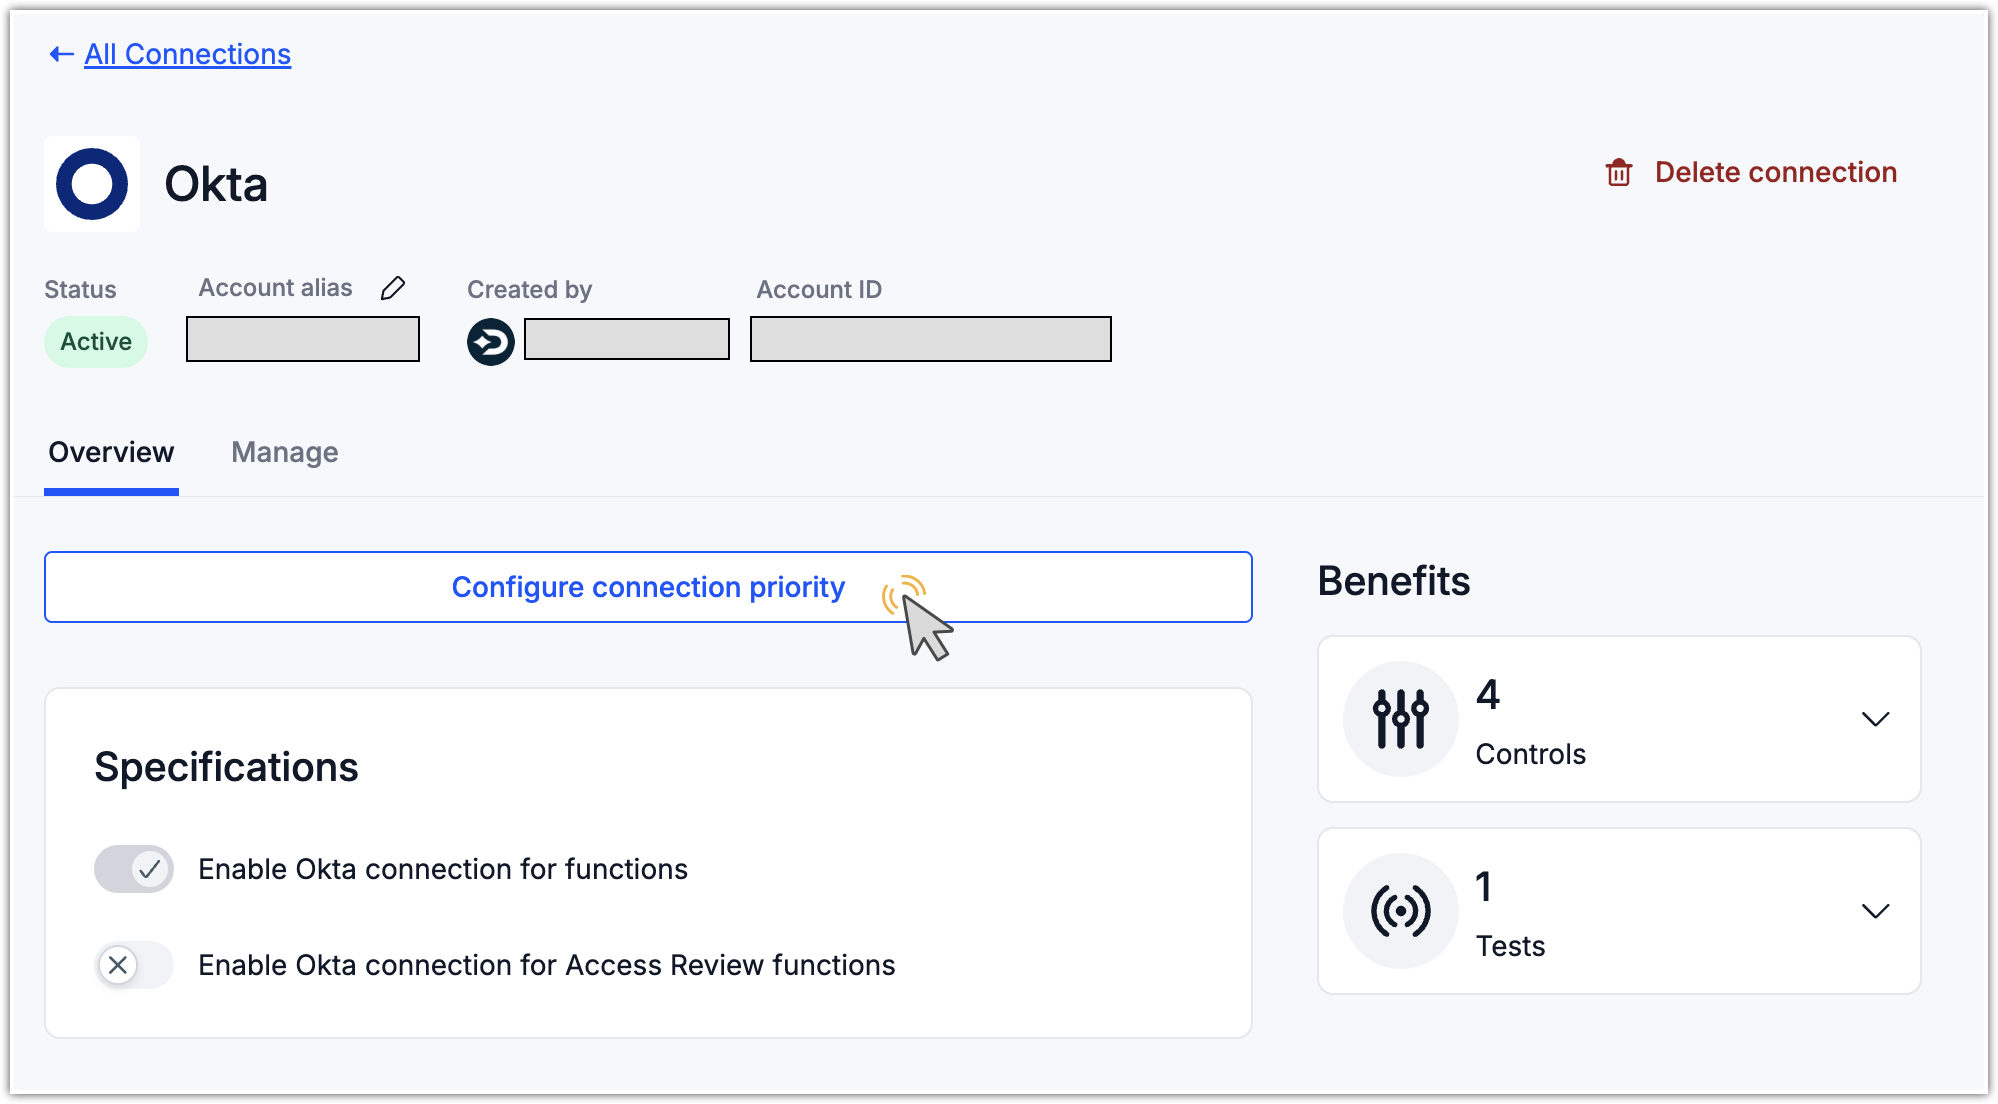 All Connections
Okta
Delete connection
Status
Account alias
Created by
Account ID
Active
Overview
Manage
Configure connection priority
Benefits
4
Controls
Specifications
Enable Okta connection for functions
1
Tests
Enable Okta connection for Access Review functions